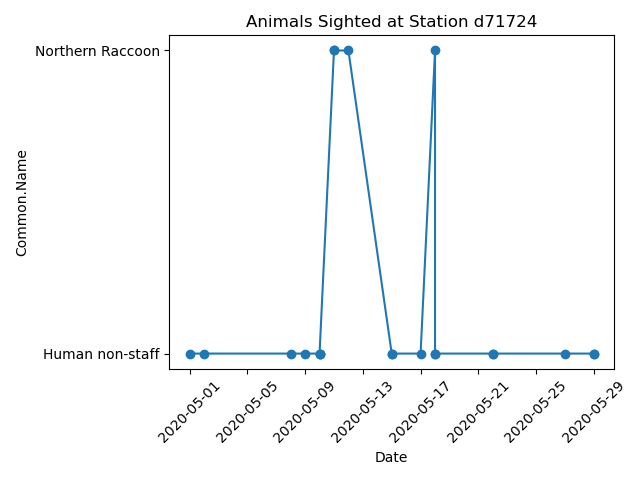 Animals Sighted at Station d71724
Northern Raccoon
Common.Name
Human non-staff
2020-05-01
2020-05-05
2020-05-09
2020-05-13
2020-05-17
2020-05-21
2020-05-25
2020-05-29
Date